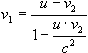 v₁ = (u − v₂) / (1 − (u · v₂) / c²)